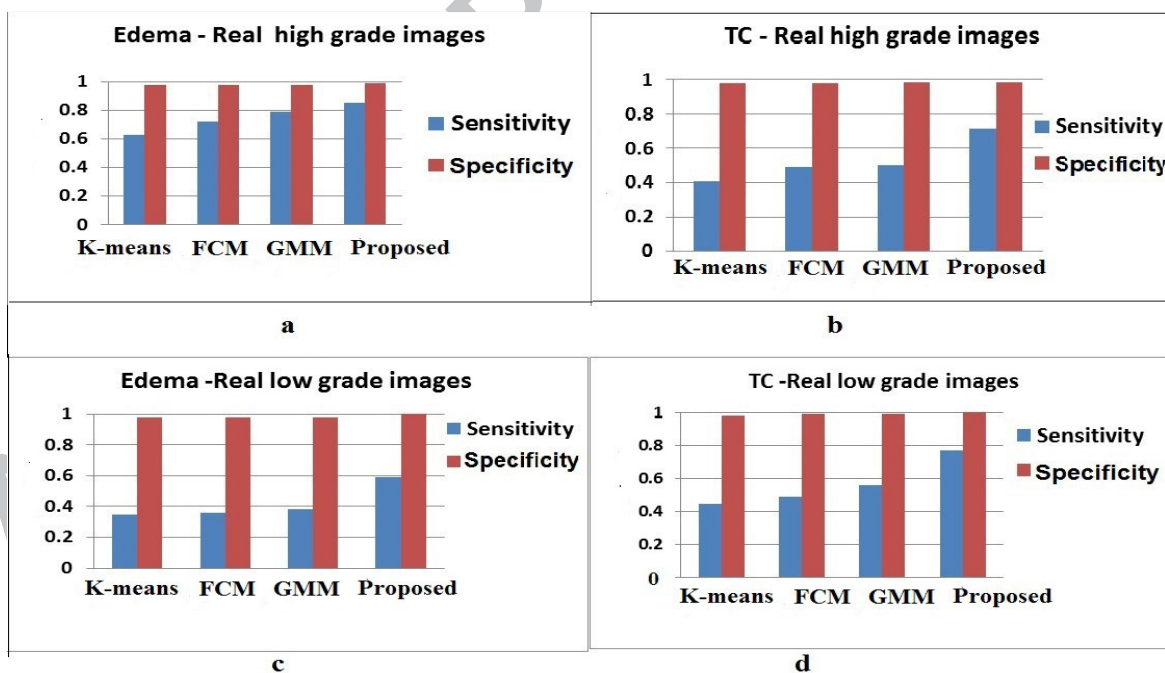 Edema - Real  high grade images
1
0.8
0.6
0.4
0.2
0
K-means FCM GMM Proposed
Sensitivity
Specificity
a
TC - Real high grade images
1
0.8
0.6
0.4
0.2
0
K-means FCM GMM Proposed
Sensitivity
Specificity
b
Edema -Real low grade images
1
0.8
0.6
0.4
0.2
0
K-means FCM GMM Proposed
Sensitivity
Specificity
c
TC -Real low grade images
1
0.8
0.6
0.4
0.2
0
K-means FCM GMM Proposed
Sensitivity
Specificity
d